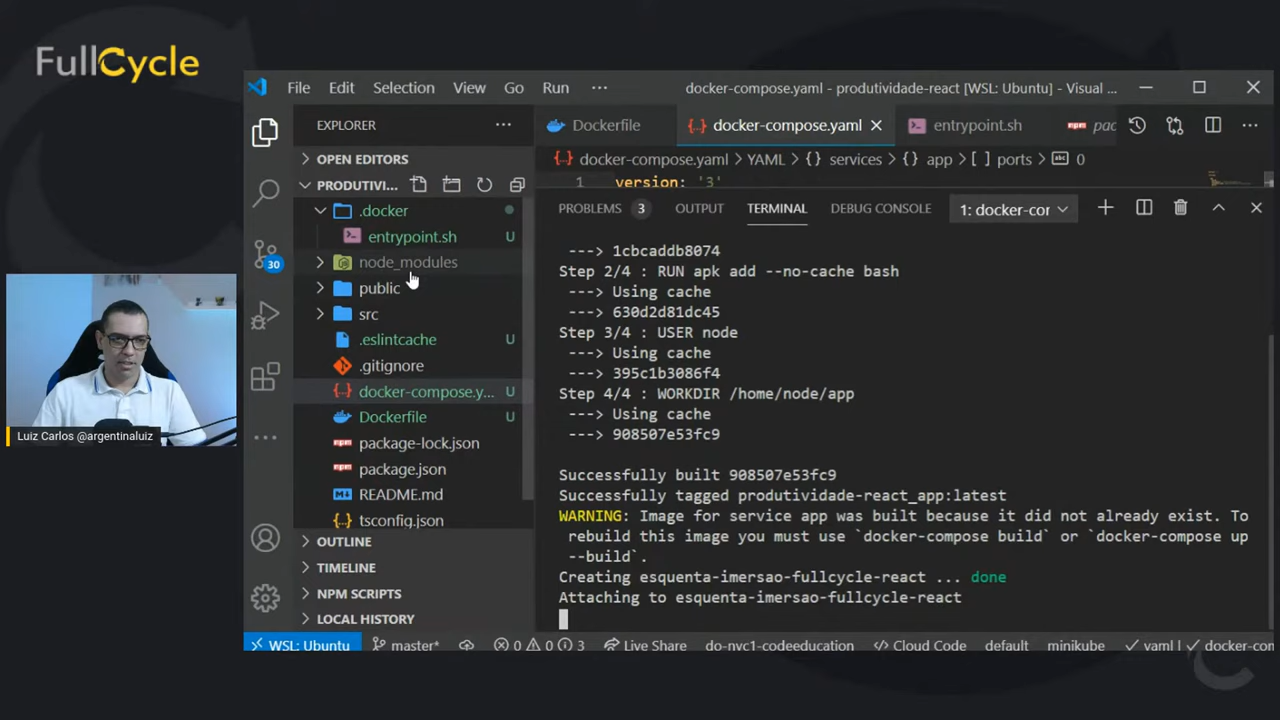 FullCycle
File Edit Selection View Go Run ··· docker-compose.yaml - produtividade-react [WSL: Ubuntu] - Visual ...
EXPLORER ···
Dockerfile docker-compose.yaml entrypoint.sh pac
OPEN EDITORS
docker-compose.yaml > YAML > {} services > {} app > [ ] ports > 0
PRODUTIVI...
1 version: '3'
.docker
entrypoint.sh U
node_modules
public
src
.eslintcache U
.gitignore
docker-compose.y... U
Dockerfile U
package-lock.json
package.json
README.md
tsconfig.json
OUTLINE
TIMELINE
NPM SCRIPTS
LOCAL HISTORY
30
PROBLEMS 3 OUTPUT TERMINAL DEBUG CONSOLE 1: docker-cor
---> 1cbcaddb8074
Step 2/4 : RUN apk add --no-cache bash
---> Using cache
---> 630d2d81dc45
Step 3/4 : USER node
---> Using cache
---> 395c1b3086f4
Step 4/4 : WORKDIR /home/node/app
---> Using cache
---> 908507e53fc9
Successfully built 908507e53fc9
Successfully tagged produtividade-react_app:latest
WARNING: Image for service app was built because it did not already exist. To
rebuild this image you must use `docker-compose build` or `docker-compose up
--build`.
Creating esquenta-imersao-fullcycle-react ... done
Attaching to esquenta-imersao-fullcycle-react
Luiz Carlos @argentinaluiz
WSL: Ubuntu master* 0 0 3 Live Share do-nyc1-codeeducation Cloud Code default minikube yaml | docker-con